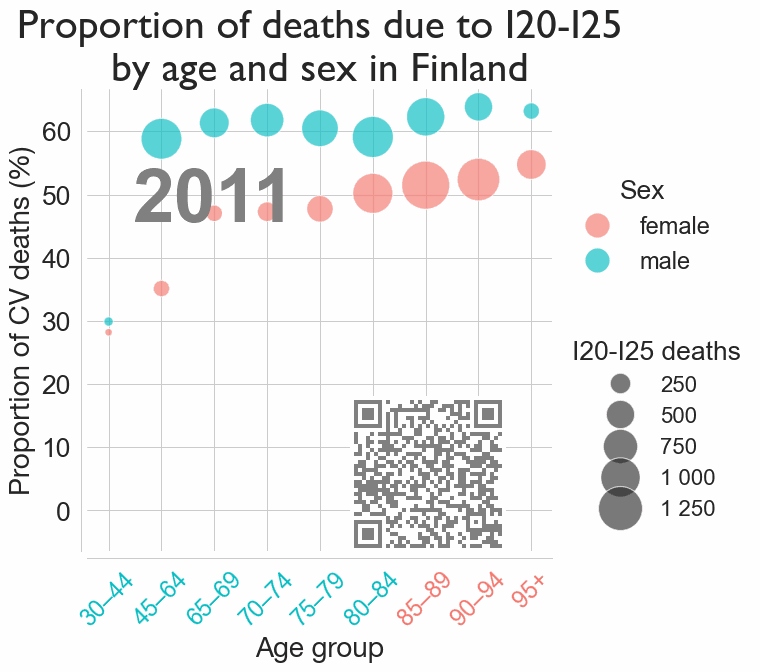 Proportion of deaths due to I20-I25
by age and sex in Finland
Proportion of CV deaths (%)
60
50
40
30
20
10
0
2011
30–44
45–64
65–69
70–74
75–79
80–84
85–89
90–94
95+
Age group
Sex
female
male
I20-I25 deaths
250
500
750
1 000
1 250